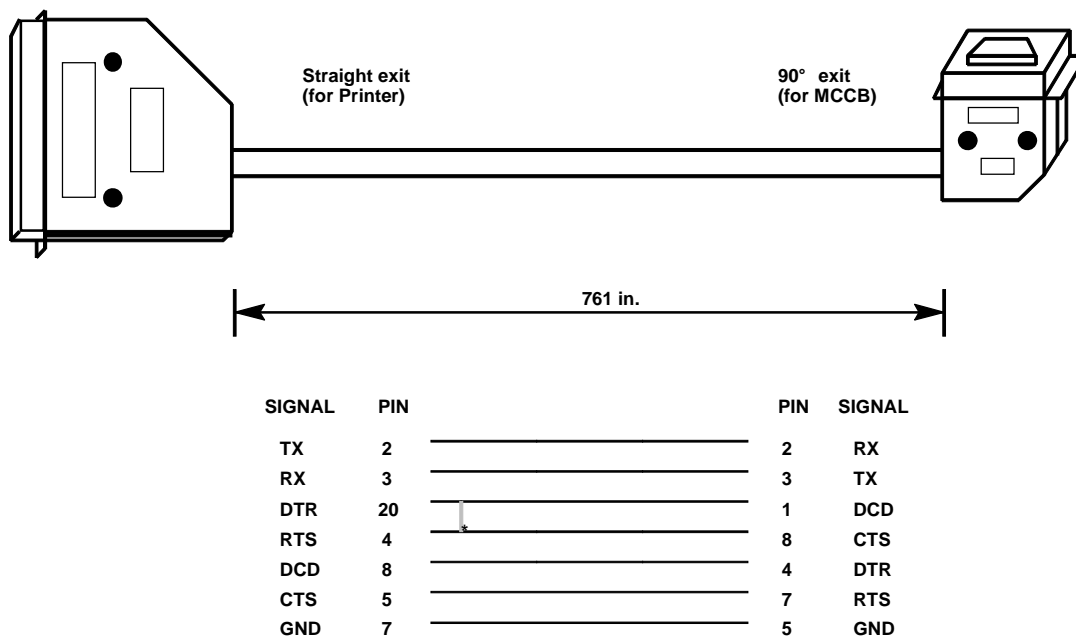 Straight exit
(for Printer)
90° exit
(for MCCB)
761 in.
SIGNAL PIN PIN SIGNAL
TX 2 2 RX
RX 3 3 TX
DTR 20 1 DCD
*
RTS 4 8 CTS
DCD 8 4 DTR
CTS 5 7 RTS
GND 7 5 GND